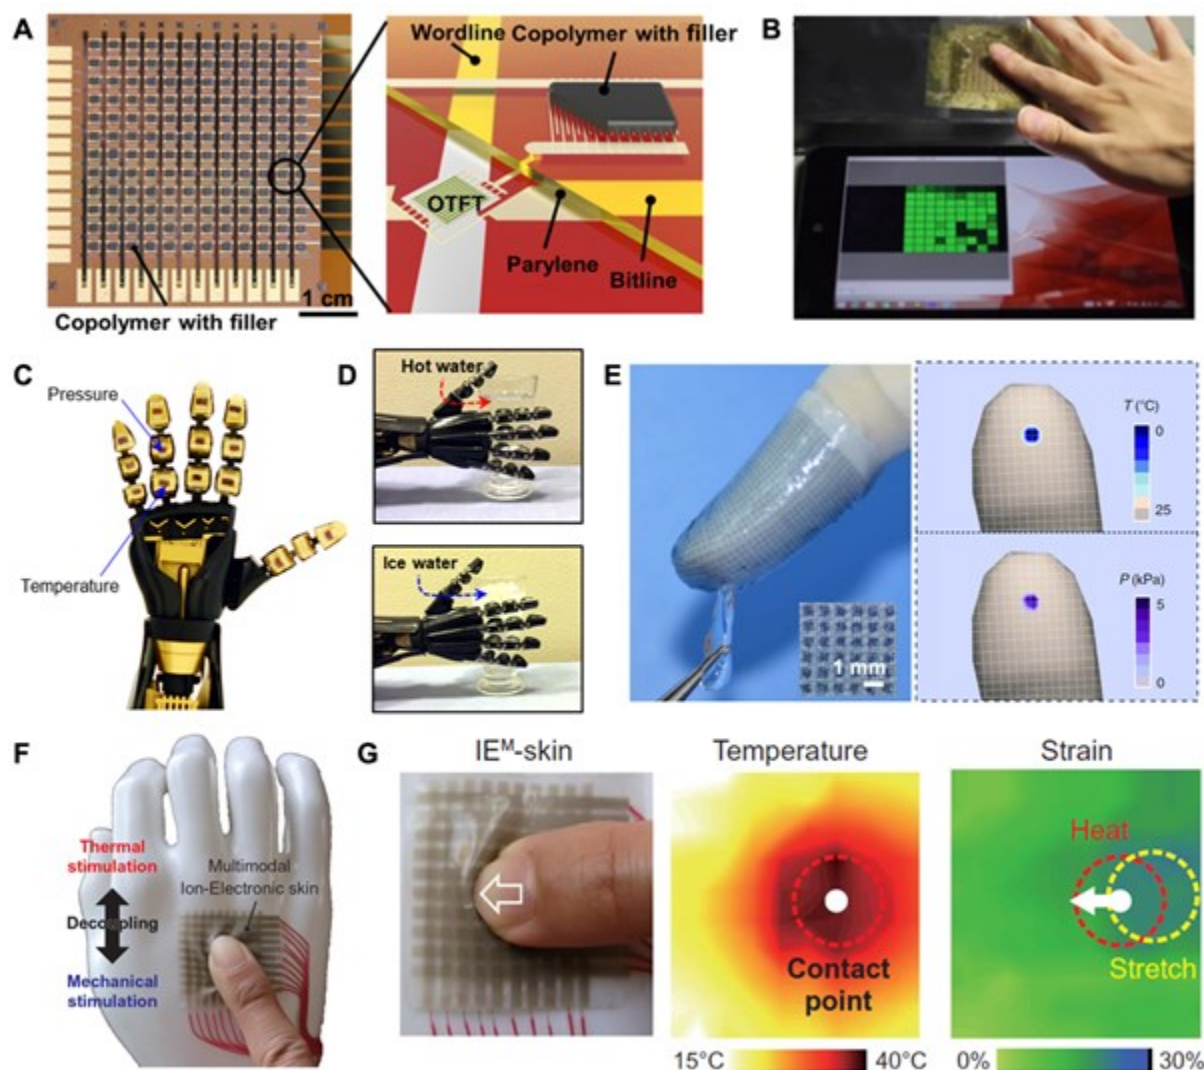 A
Wordline Copolymer with filler
OTFT
Parylene
Bitline
1 cm
Copolymer with filler
B
C
Pressure
Temperature
D
Hot water
Ice water
E
1 mm
T (°C)
0
25
P (kPa)
5
0
F
Thermal
stimulation
Decoupling
Mechanical
stimulation
Multimodal
Ion-Electronic skin
G
IEᴹ-skin
Temperature
Strain
Contact
point
Heat
Stretch
15°C
40°C
0%
30%